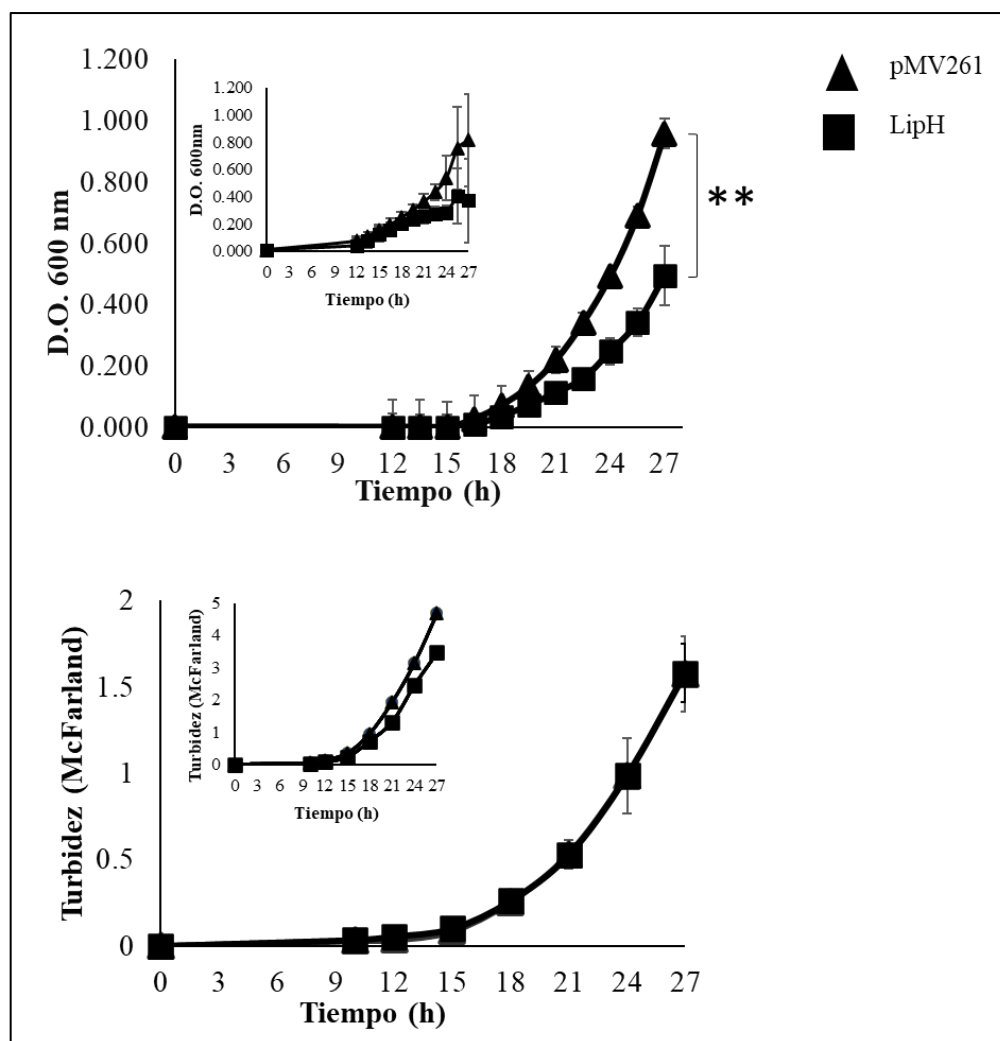 1.200
1.000
0.800
0.600
0.400
0.200
0.000
D.O. 600 nm
0 3 6 9 12 15 18 21 24 27
Tiempo (h)
1.200
1.000
0.800
0.600
0.400
0.200
0.000
D.O. 600nm
0 3 6 9 12 15 18 21 24 27
Tiempo (h)
pMV261
LipH
**
2
1.5
1
0.5
0
Turbidez (McFarland)
0 3 6 9 12 15 18 21 24 27
Tiempo (h)
5
4
3
2
1
0
Turbidez (McFarland)
0 3 6 9 12 15 18 21 24 27
Tiempo (h)